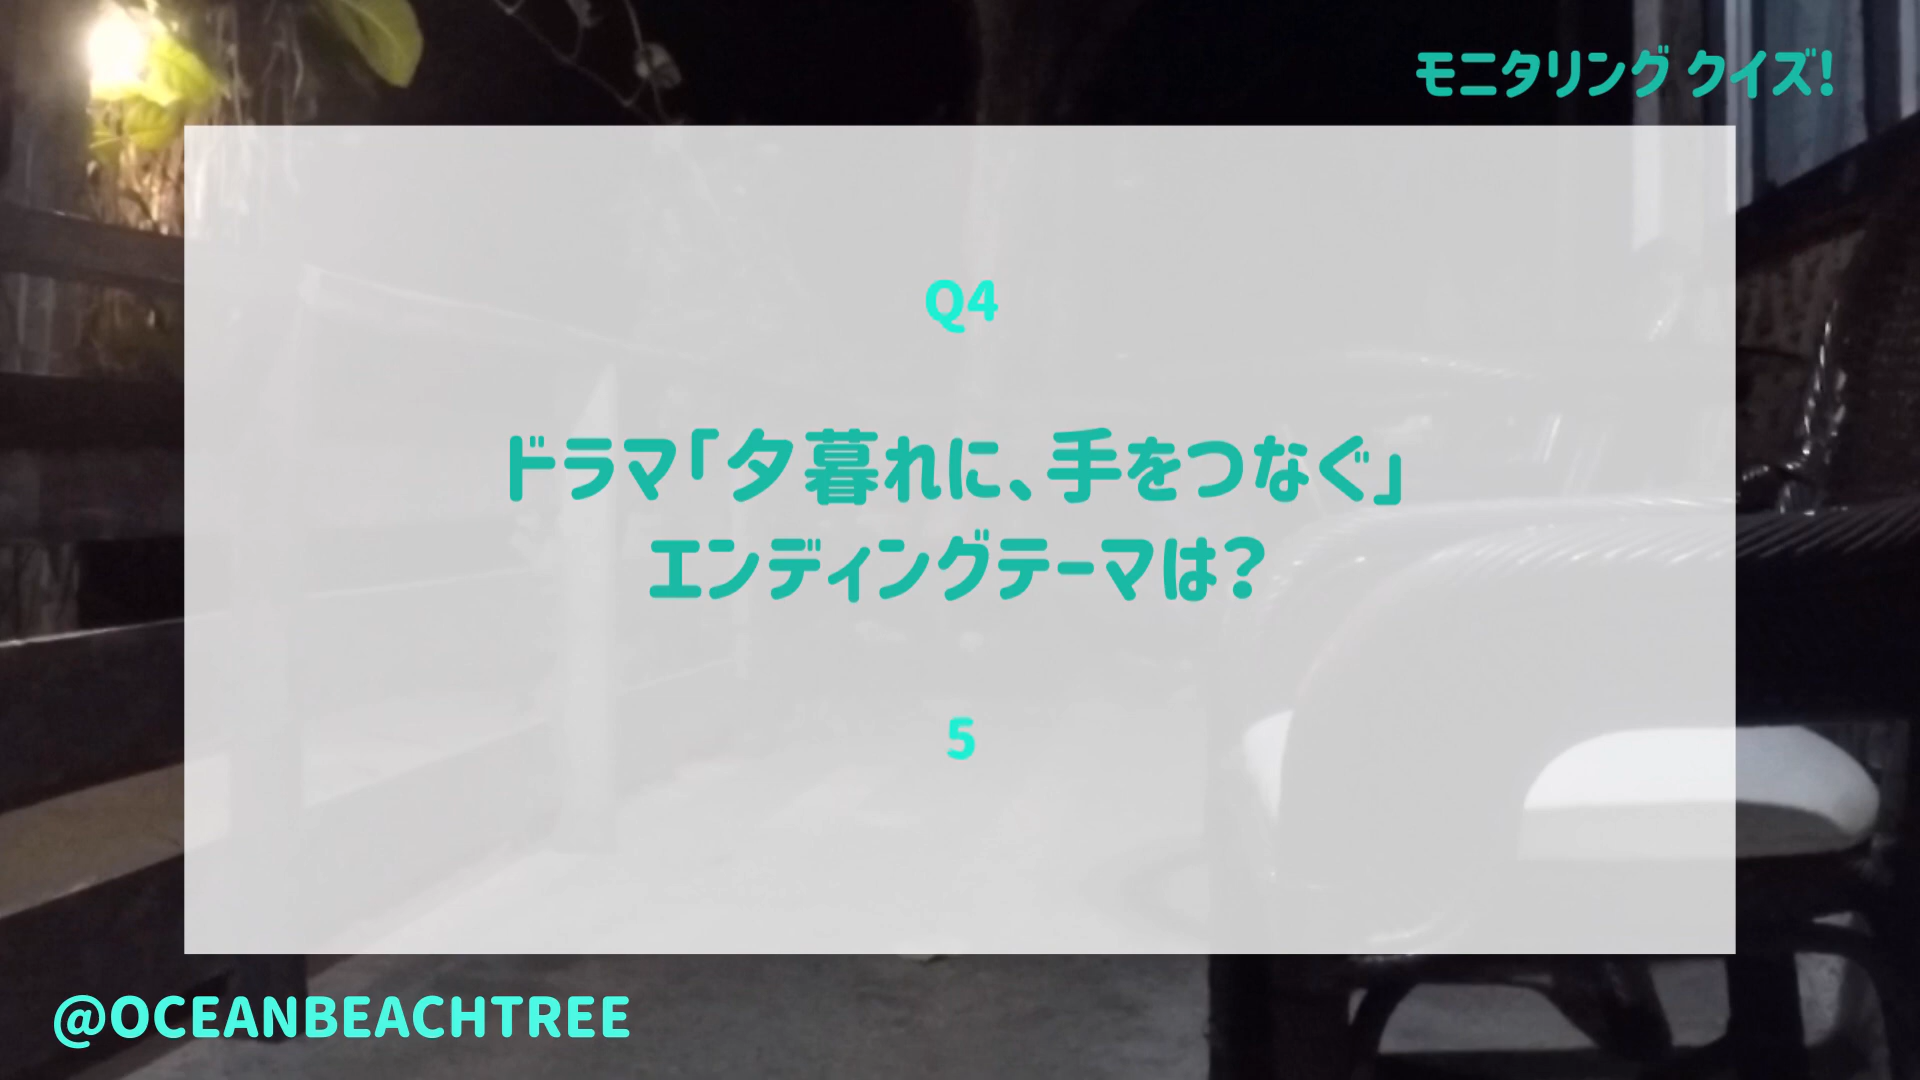 モニタリング クイズ!
Q4
ドラマ「夕暮れに、手をつなぐ」
エンディングテーマは?
5
@OCEANBEACHTREE